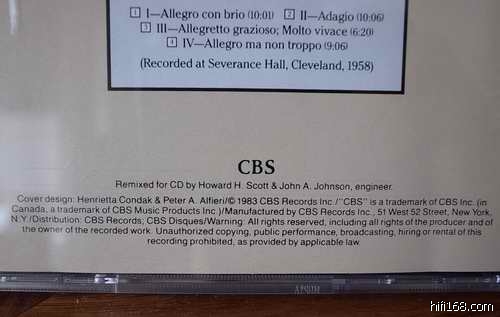 1 I—Allegro con brio (10:01) 2 II—Adagio (10:06)
3 III—Allegretto grazioso; Molto vivace (6:20)
4 IV—Allegro ma non troppo (9:06)
(Recorded at Severance Hall, Cleveland, 1958)
CBS
Remixed for CD by Howard H. Scott & John A. Johnson, engineer.
Cover design: Henrietta Condak & Peter A. Alfieri/© 1983 CBS Records Inc./"CBS" is a trademark of CBS Inc. (in
Canada, a trademark of CBS Music Products Inc.)/Manufactured by CBS Records Inc., 51 West 52 Street, New York,
N.Y./Distribution: CBS Records; CBS Disques/Warning: All rights reserved, including all rights of the producer and of
the owner of the recorded work. Unauthorized copying, public performance, broadcasting, hiring or rental of this
recording prohibited, as provided by applicable law.
hifi168.com